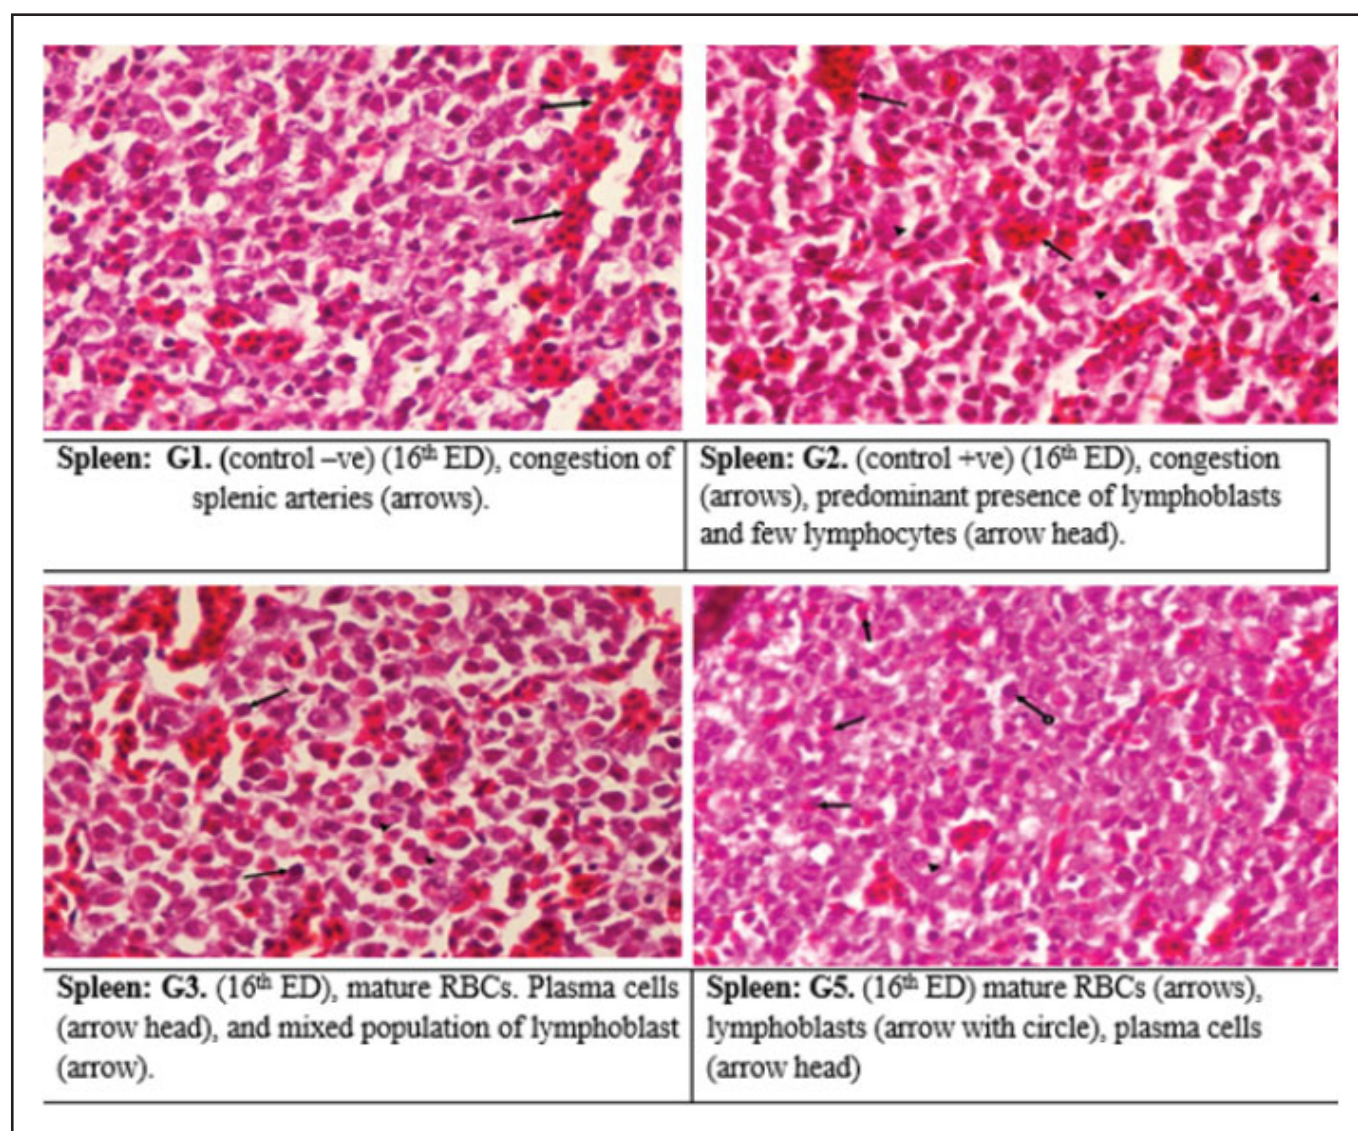 Spleen: G1. (control –ve) (16th ED), congestion of
splenic arteries (arrows).
Spleen: G2. (control +ve) (16th ED), congestion
(arrows), predominant presence of lymphoblasts
and few lymphocytes (arrow head).
Spleen: G3. (16th ED), mature RBCs. Plasma cells
(arrow head), and mixed population of lymphoblast
(arrow).
Spleen: G5. (16th ED) mature RBCs (arrows),
lymphoblasts (arrow with circle), plasma cells
(arrow head)